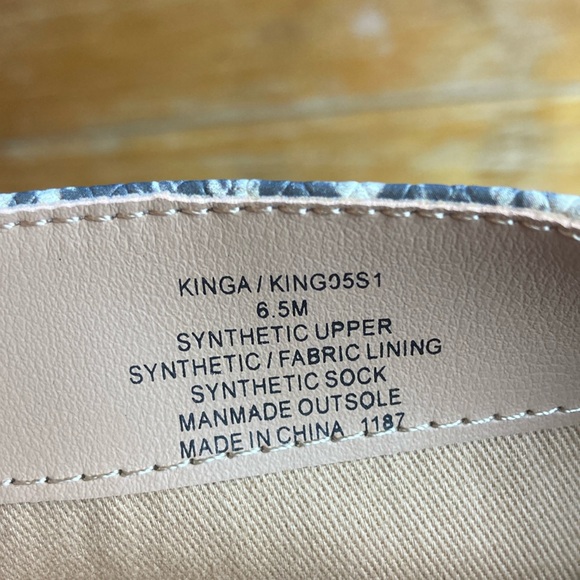 KINGA / KING05S1
6.5M
SYNTHETIC UPPER
SYNTHETIC / FABRIC LINING
SYNTHETIC SOCK
MANMADE OUTSOLE
MADE IN CHINA 1187